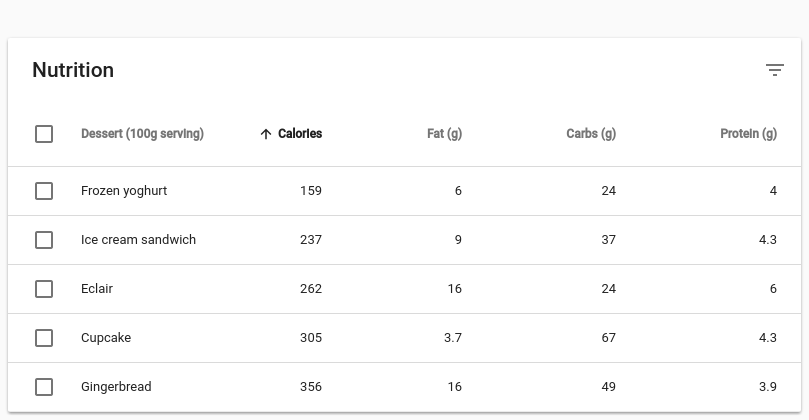 Nutrition
Dessert (100g serving) Calories Fat (g) Carbs (g) Protein (g)
Frozen yoghurt 159 6 24 4
Ice cream sandwich 237 9 37 4.3
Eclair 262 16 24 6
Cupcake 305 3.7 67 4.3
Gingerbread 356 16 49 3.9